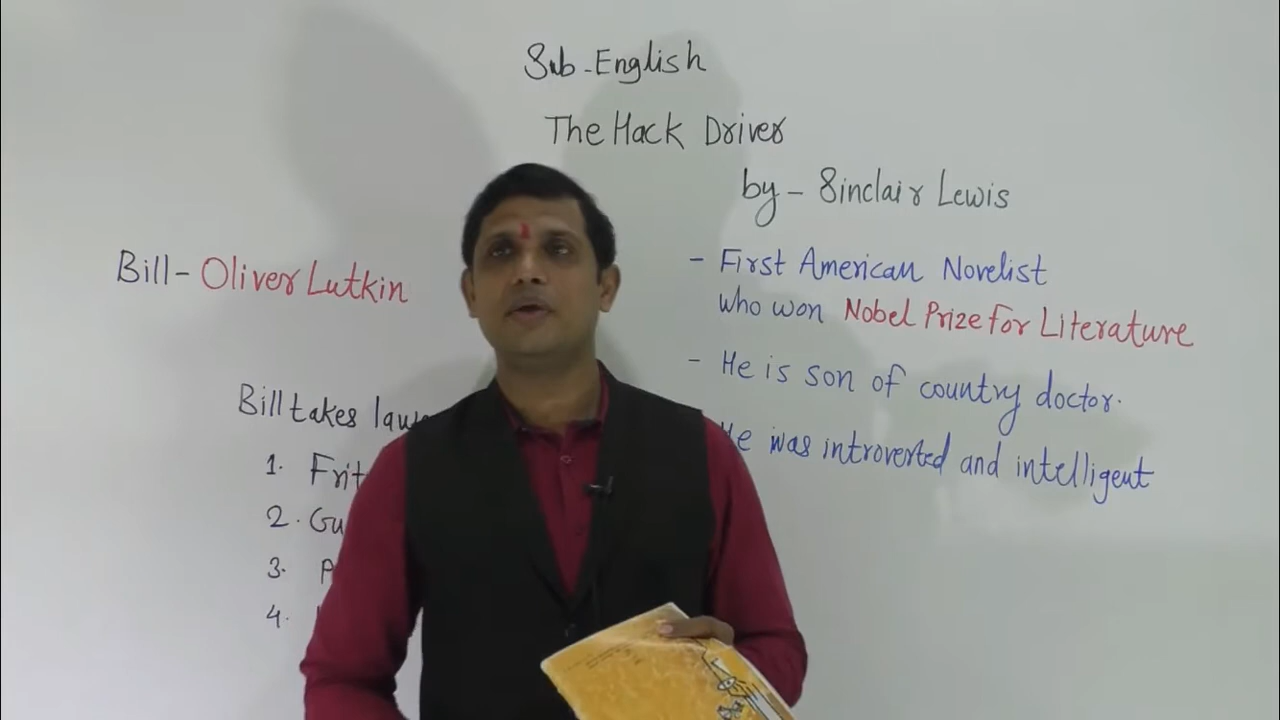 Sub - English
The Hack Driver
by - Sinclair Lewis
Bill - Oliver Lutkin
Bill takes
1.
2.
3.
4.
- First American Novelist
who won Nobel Prize For Literature
- He is son of country doctor.
He was introverted and intelligent